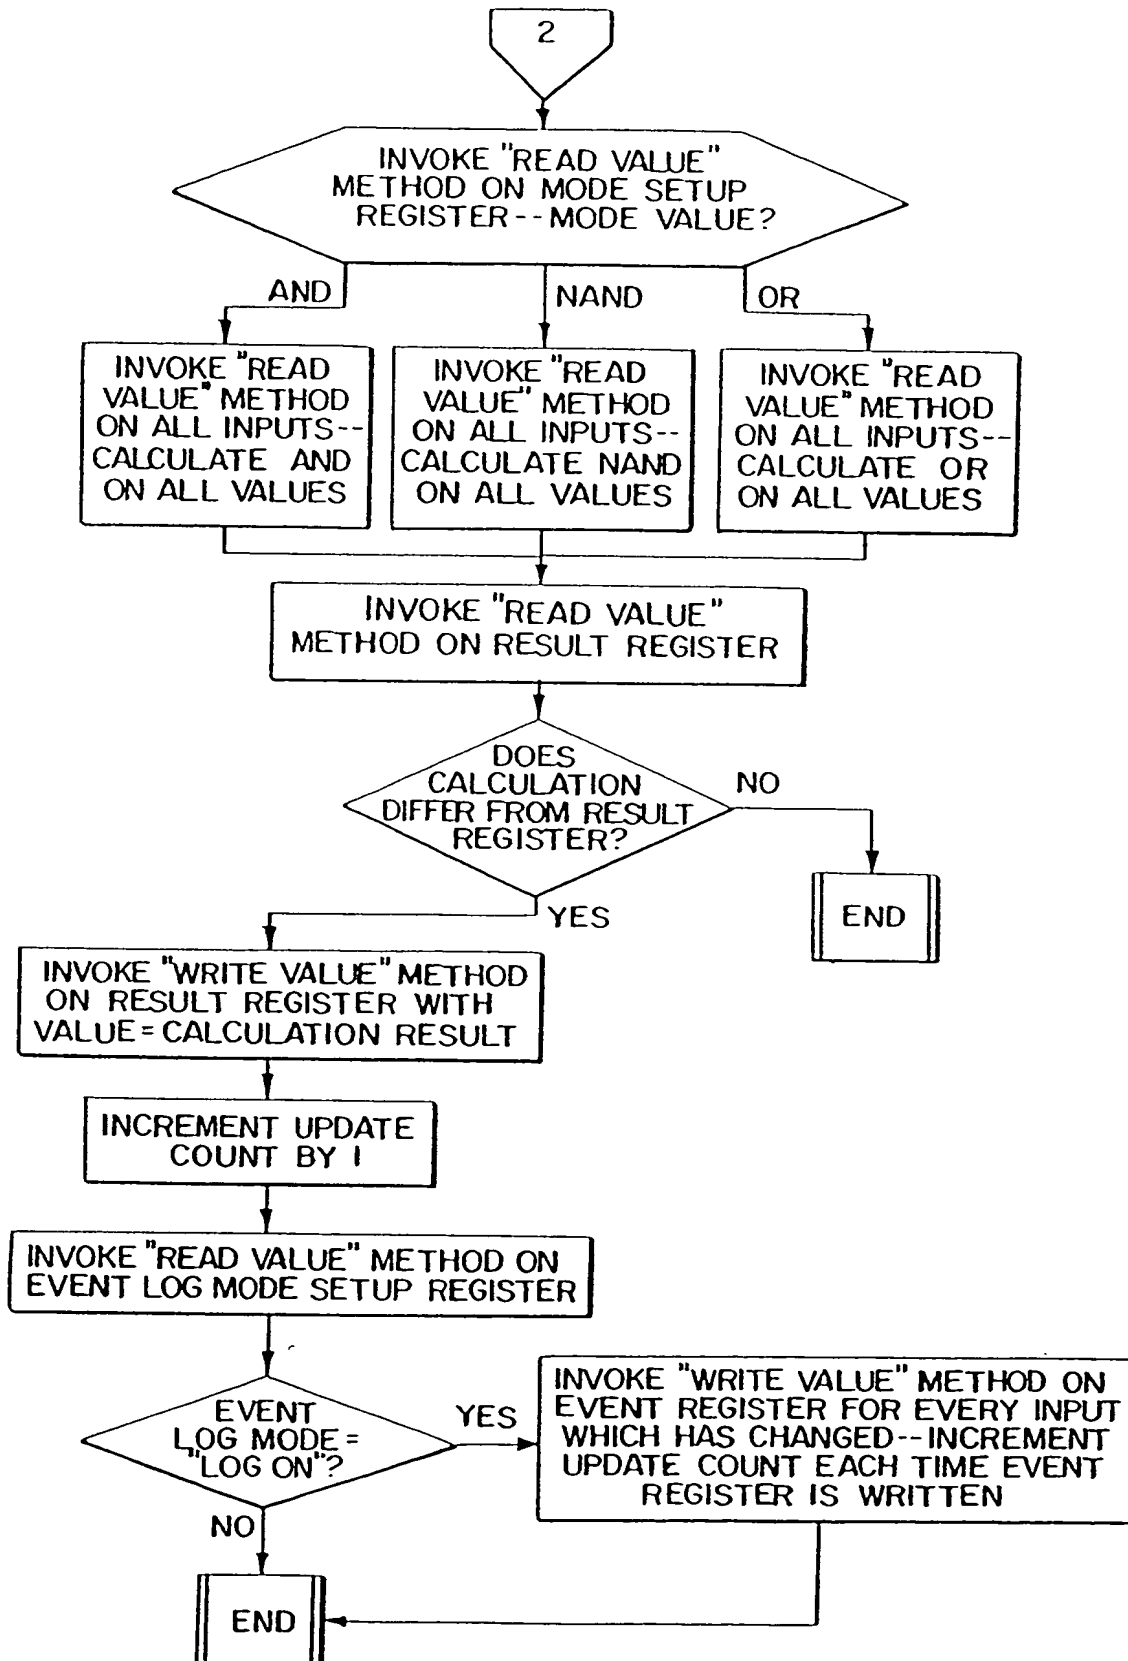 2
INVOKE "READ VALUE"
METHOD ON MODE SETUP
REGISTER--MODE VALUE?
AND
NAND
OR
INVOKE "READ
VALUE" METHOD
ON ALL INPUTS--
CALCULATE AND
ON ALL VALUES
INVOKE "READ
VALUE" METHOD
ON ALL INPUTS--
CALCULATE NAND
ON ALL VALUES
INVOKE "READ
VALUE" METHOD
ON ALL INPUTS--
CALCULATE OR
ON ALL VALUES
INVOKE "READ VALUE"
METHOD ON RESULT REGISTER
DOES
CALCULATION
DIFFER FROM RESULT
REGISTER?
NO
END
YES
INVOKE "WRITE VALUE" METHOD
ON RESULT REGISTER WITH
VALUE=CALCULATION RESULT
INCREMENT UPDATE
COUNT BY 1
INVOKE "READ VALUE" METHOD ON
EVENT LOG MODE SETUP REGISTER
EVENT
LOG MODE=
"LOG ON"?
YES
INVOKE "WRITE VALUE" METHOD ON
EVENT REGISTER FOR EVERY INPUT
WHICH HAS CHANGED--INCREMENT
UPDATE COUNT EACH TIME EVENT
REGISTER IS WRITTEN
NO
END